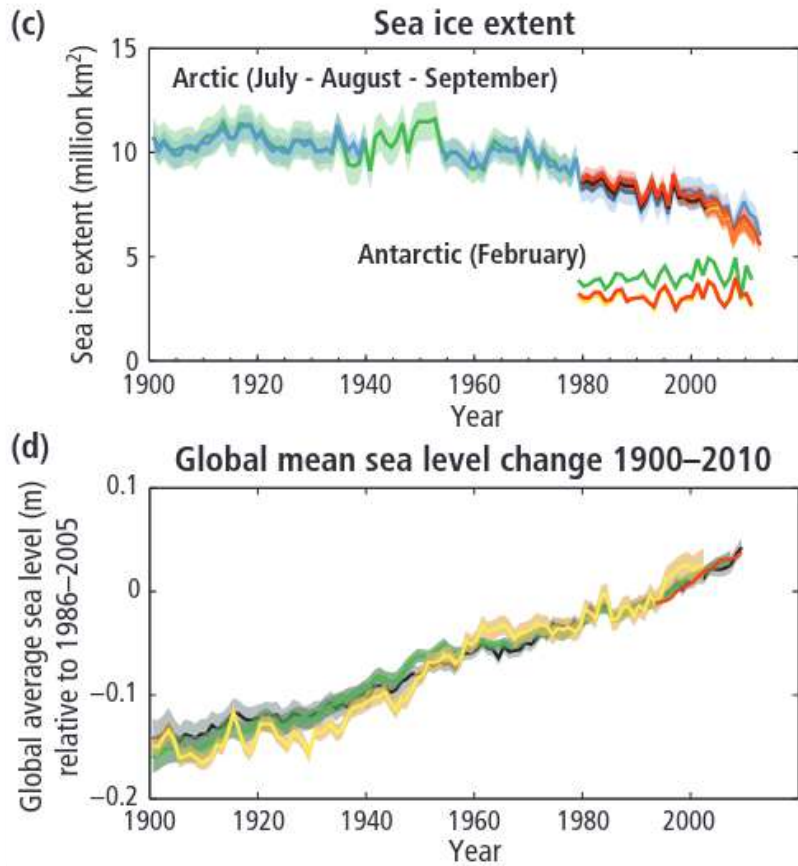 (c)
Sea ice extent
15
Arctic (July - August - September)
10
Antarctic (February)
5
0
Sea ice extent (million km²)
1900 1920 1940 1960 1980 2000
Year
(d)
Global mean sea level change 1900–2010
0.1
0
−0.1
−0.2
Global average sea level (m)
relative to 1986–2005
1900 1920 1940 1960 1980 2000
Year